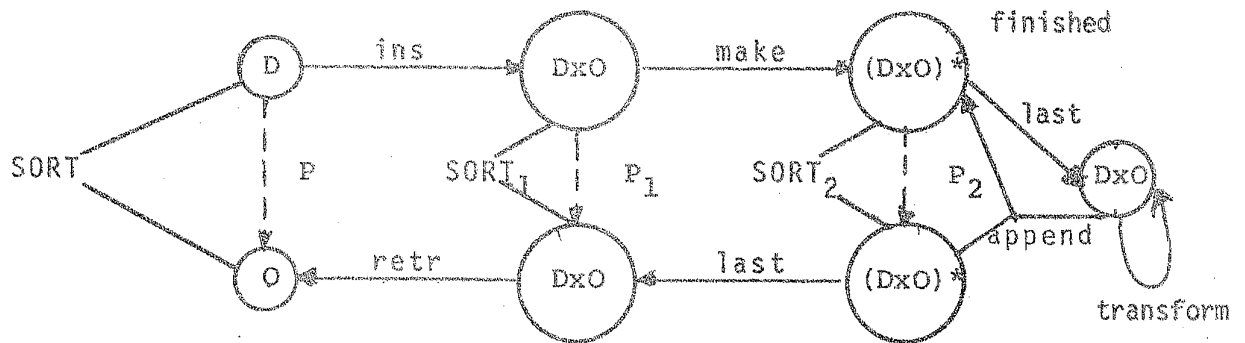 finished
ins
make
D
DxO
(DxO)*
last
SORT
P
SORT1
P1
SORT2
P2
DxO
append
retr
last
O
DxO
(DxO)*
transform